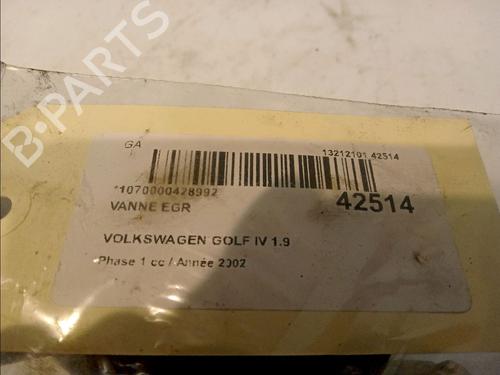 B-PARTS
GA
13212101 42514
*1070000428992
VANNE EGR
42514
VOLKSWAGEN GOLF IV 1.9
Phase 1 cc / Année 2002